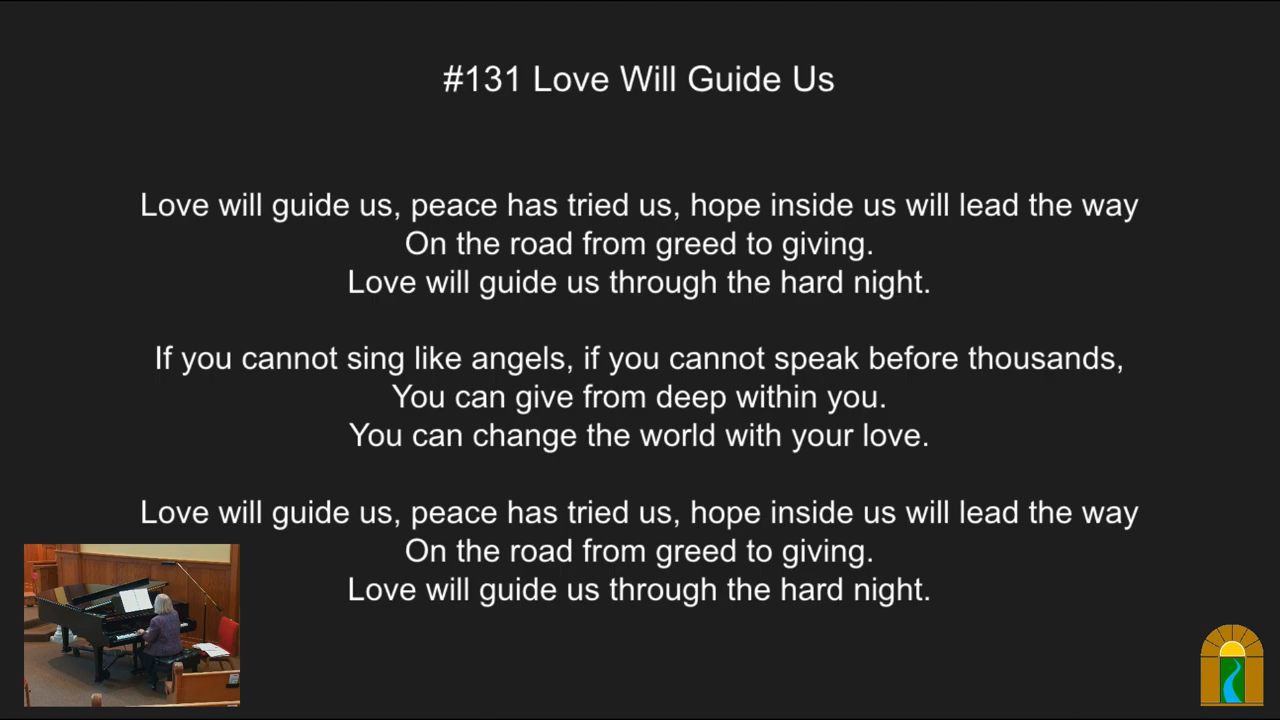 #131 Love Will Guide Us
Love will guide us, peace has tried us, hope inside us will lead the way
On the road from greed to giving.
Love will guide us through the hard night.
If you cannot sing like angels, if you cannot speak before thousands,
You can give from deep within you.
You can change the world with your love.
Love will guide us, peace has tried us, hope inside us will lead the way
On the road from greed to giving.
Love will guide us through the hard night.